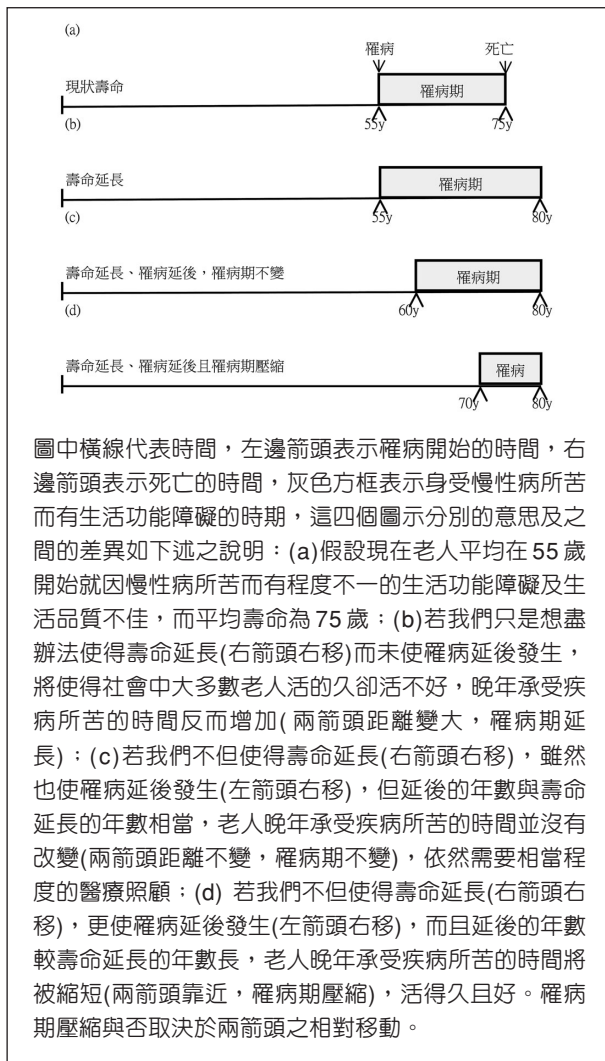 (a)
罹病 死亡
現狀壽命 罹病期
(b) 55y 75y
壽命延長 罹病期
(c) 55y 80y
壽命延長、罹病延後，罹病期不變 罹病期
(d) 60y 80y
壽命延長、罹病延後且罹病期壓縮 罹病
70y 80y
圖中橫線代表時間，左邊箭頭表示罹病開始的時間，右
邊箭頭表示死亡的時間，灰色方框表示身受慢性病所苦
而有生活功能障礙的時期，這四個圖示分別的意思及之
間的差異如下述之說明：(a)假設現在老人平均在 55 歲
開始就因慢性病所苦而有程度不一的生活功能障礙及生
活品質不佳，而平均壽命為 75 歲；(b)若我們只是想盡
辦法使得壽命延長(右箭頭右移)而未使罹病延後發生，
將使得社會中大多數老人活的久卻活不好，晚年承受疾
病所苦的時間反而增加(兩箭頭距離變大，罹病期延
長)；(c)若我們不但使得壽命延長(右箭頭右移)，雖然
也使罹病延後發生(左箭頭右移)，但延後的年數與壽命
延長的年數相當，老人晚年承受疾病所苦的時間並沒有
改變(兩箭頭距離不變，罹病期不變)，依然需要相當程
度的醫療照顧；(d) 若我們不但使得壽命延長(右箭頭右
移)，更使罹病延後發生(左箭頭右移)，而且延後的年數
較壽命延長的年數長，老人晚年承受疾病所苦的時間將
被縮短(兩箭頭靠近，罹病期壓縮)，活得久且好。罹病
期壓縮與否取決於兩箭頭之相對移動。